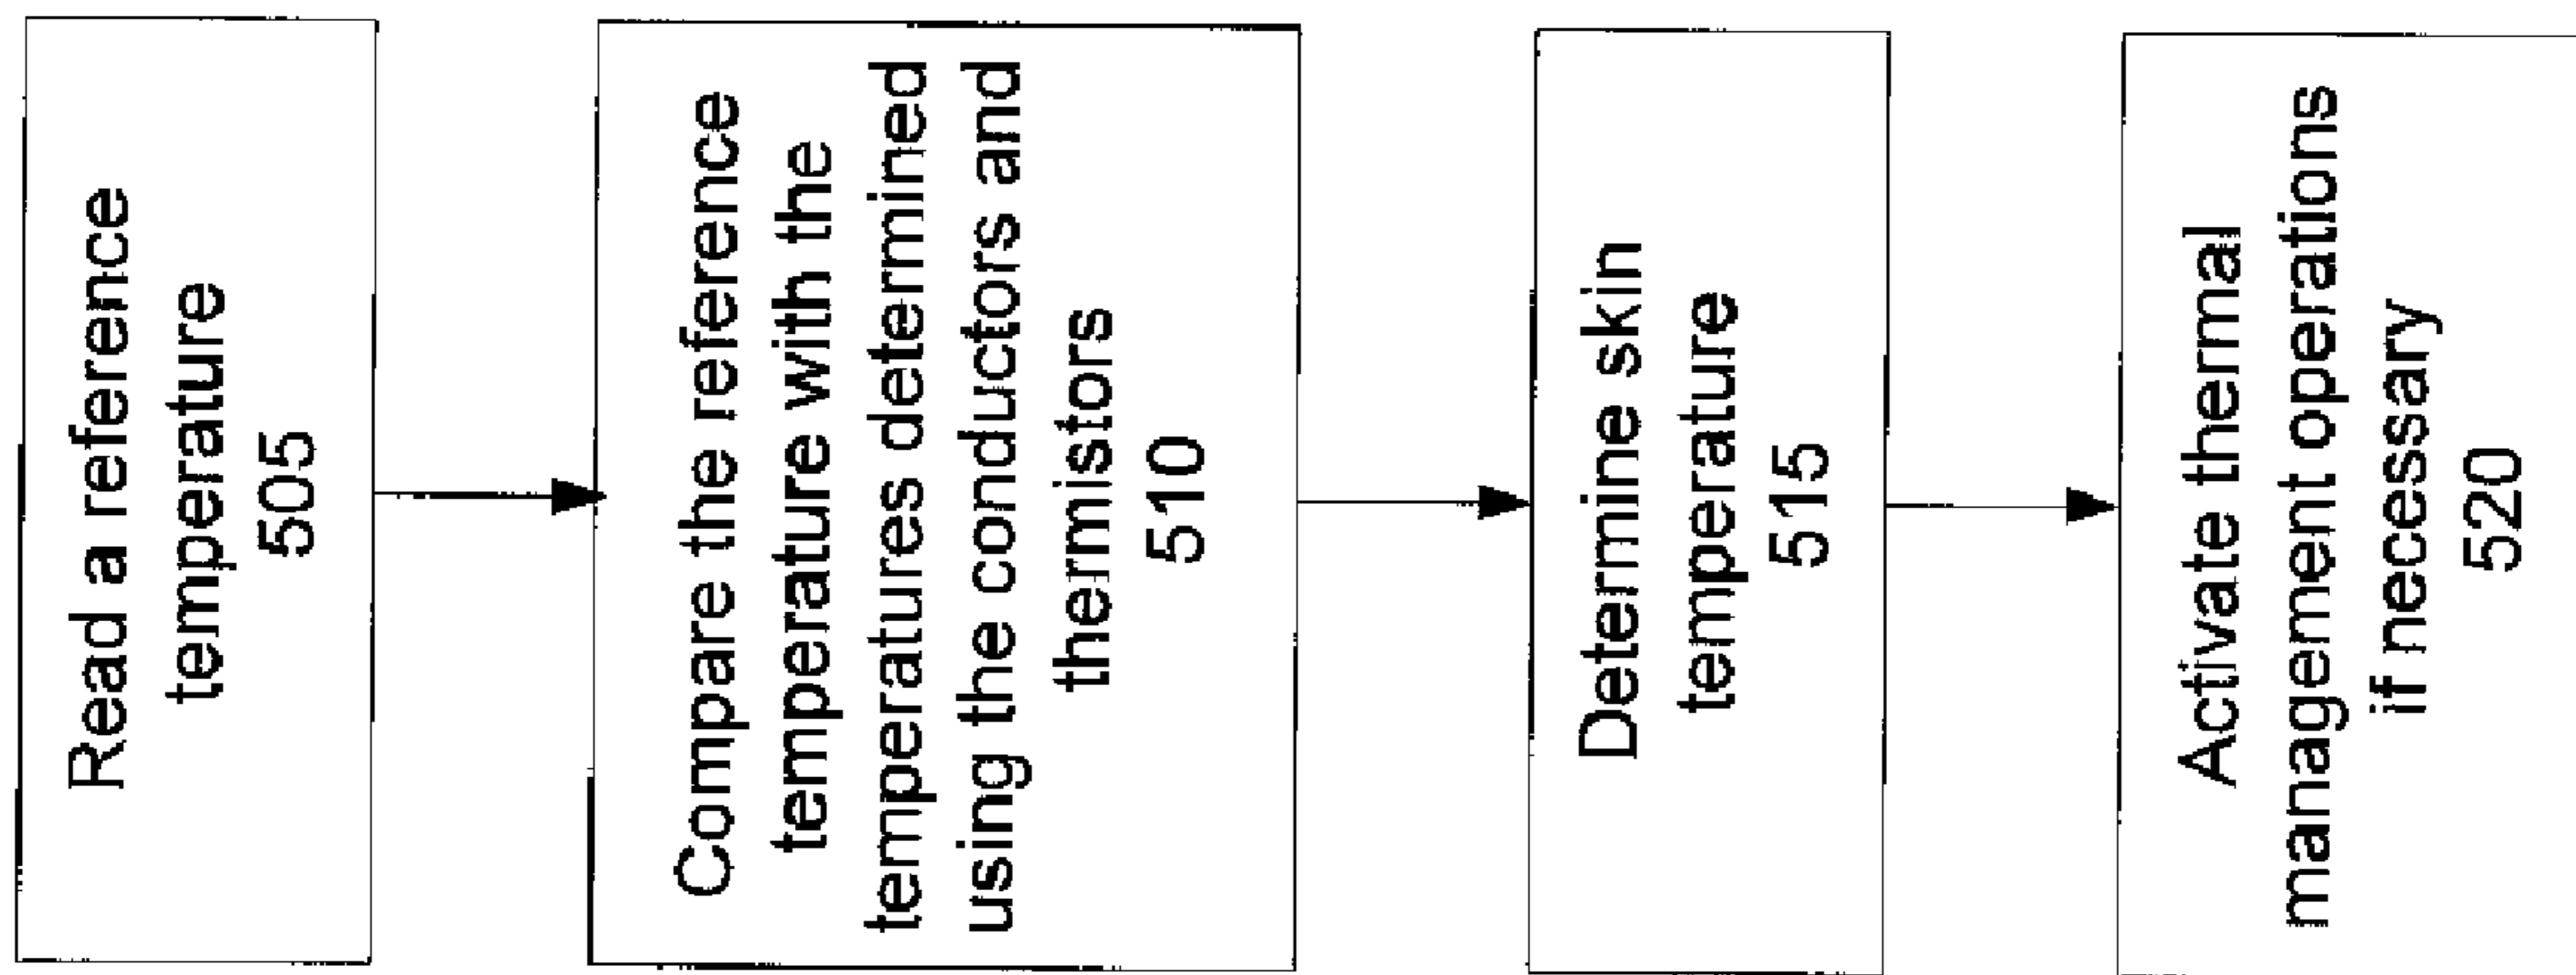 Read a reference
temperature
505
Compare the reference
temperature with the
temperatures determined
using the conductors and
thermistors
510
Determine skin
temperature
515
Activate thermal
management operations
if necessary
520